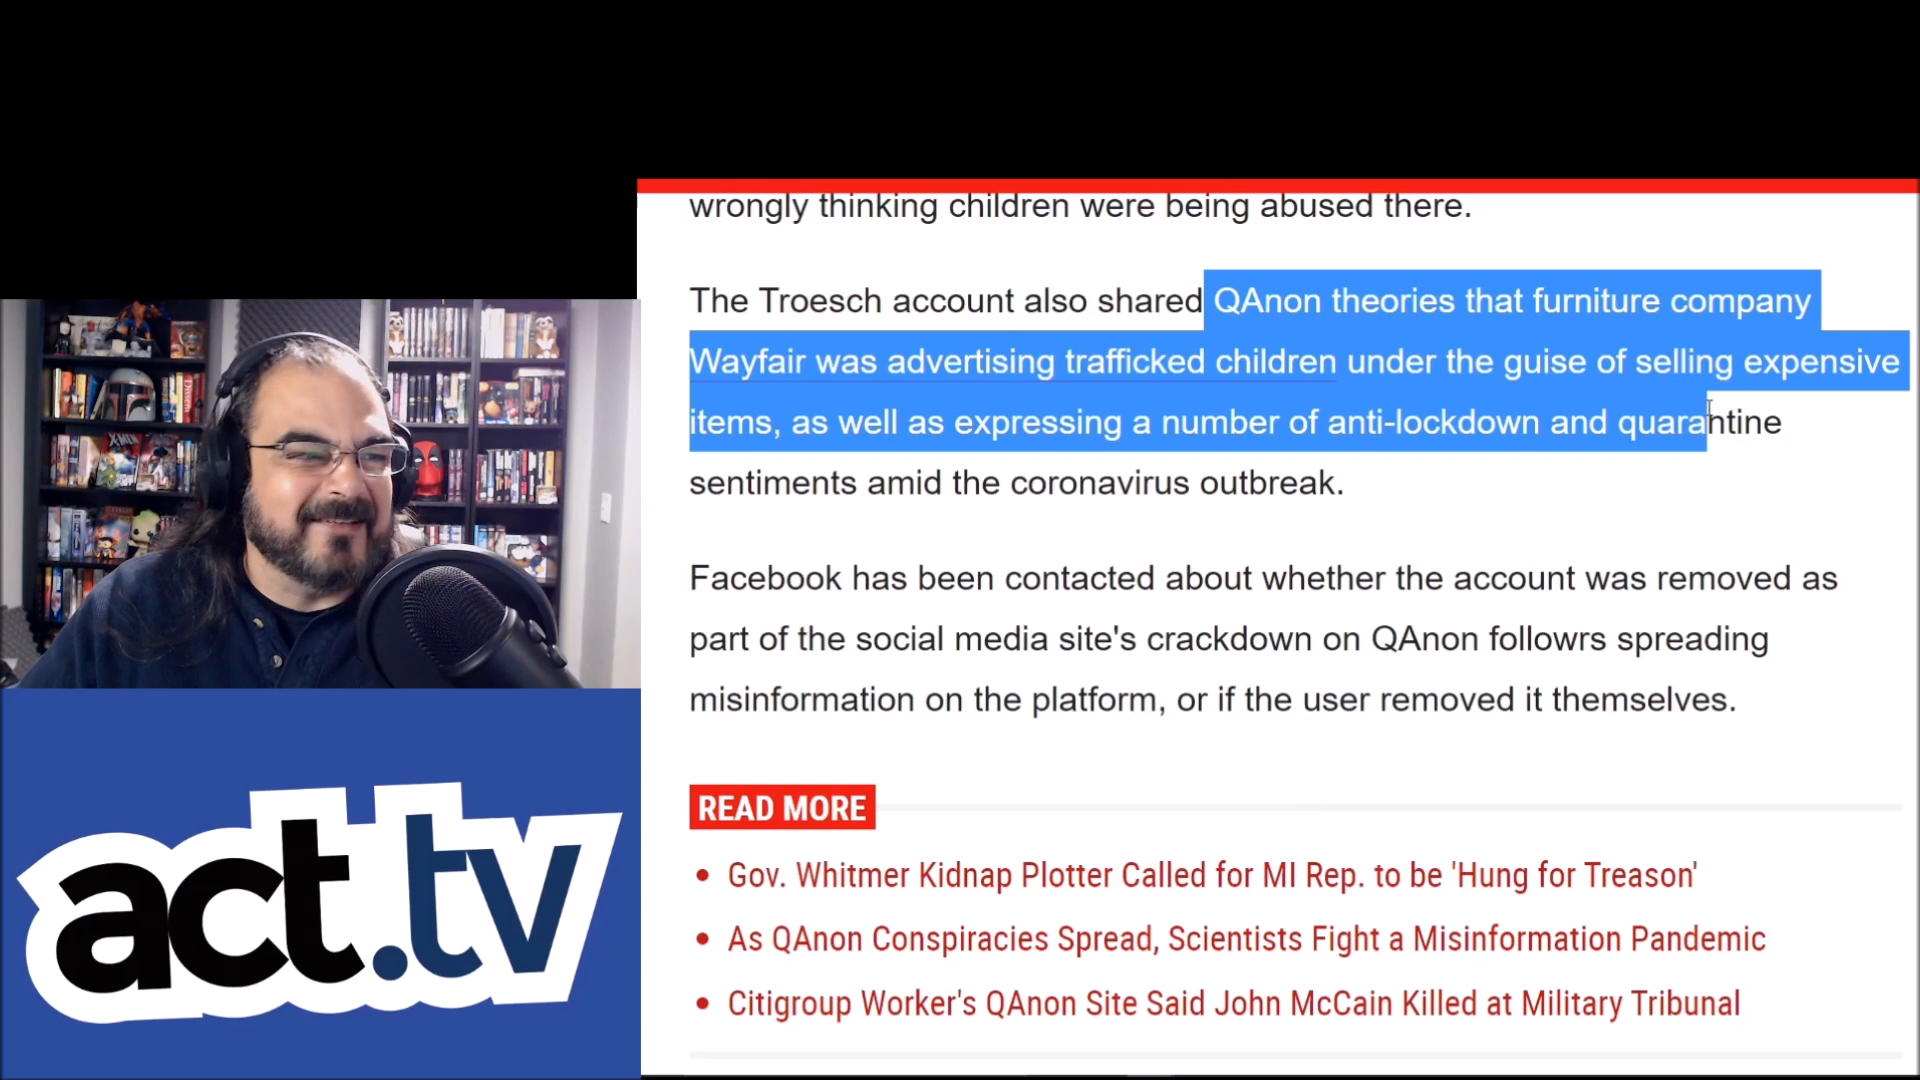 wrongly thinking children were being abused there.
The Troesch account also shared QAnon theories that furniture company
Wayfair was advertising trafficked children under the guise of selling expensive
items, as well as expressing a number of anti-lockdown and quarantine
sentiments amid the coronavirus outbreak.
Facebook has been contacted about whether the account was removed as
part of the social media site's crackdown on QAnon followrs spreading
misinformation on the platform, or if the user removed it themselves.
READ MORE
Gov. Whitmer Kidnap Plotter Called for MI Rep. to be 'Hung for Treason'
As QAnon Conspiracies Spread, Scientists Fight a Misinformation Pandemic
Citigroup Worker's QAnon Site Said John McCain Killed at Military Tribunal
X-MEN
act.tv